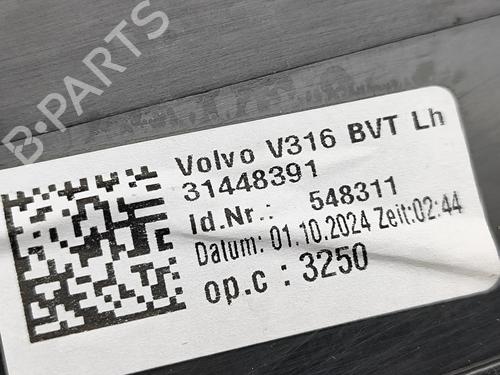 B-PARTS
Volvo V316 BVT Lh
31448391
Id.Nr.: 548311
Datum: 01.10.2024 Zeit:02:44
op.c : 3250